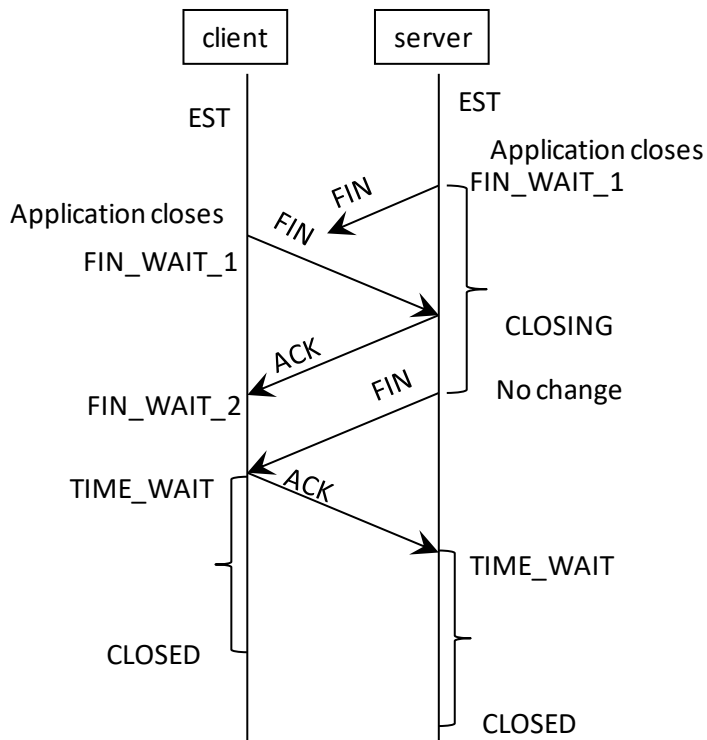 client
server
EST
EST
Application closes
FIN_WAIT_1
FIN
Application closes
FIN
FIN_WAIT_1
CLOSING
ACK
FIN
No change
FIN_WAIT_2
TIME_WAIT
ACK
TIME_WAIT
CLOSED
CLOSED